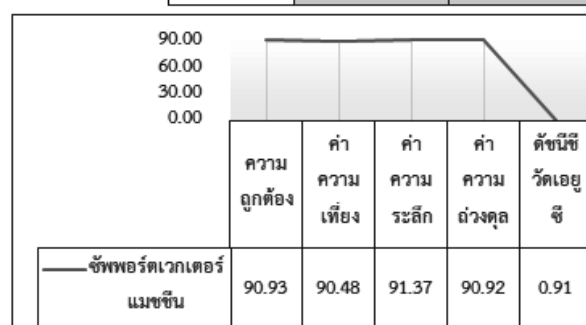 90.00
60.00
30.00
0.00
ความ
ถูกต้อง
ค่า
ความ
เที่ยง
ค่า
ความ
ระลึก
ค่า
ความ
ถ่วงดุล
ดัชนีชี
วัดเอยู
ซี
ซัพพอร์ตเวกเตอร์
แมชชีน
90.93
90.48
91.37
90.92
0.91